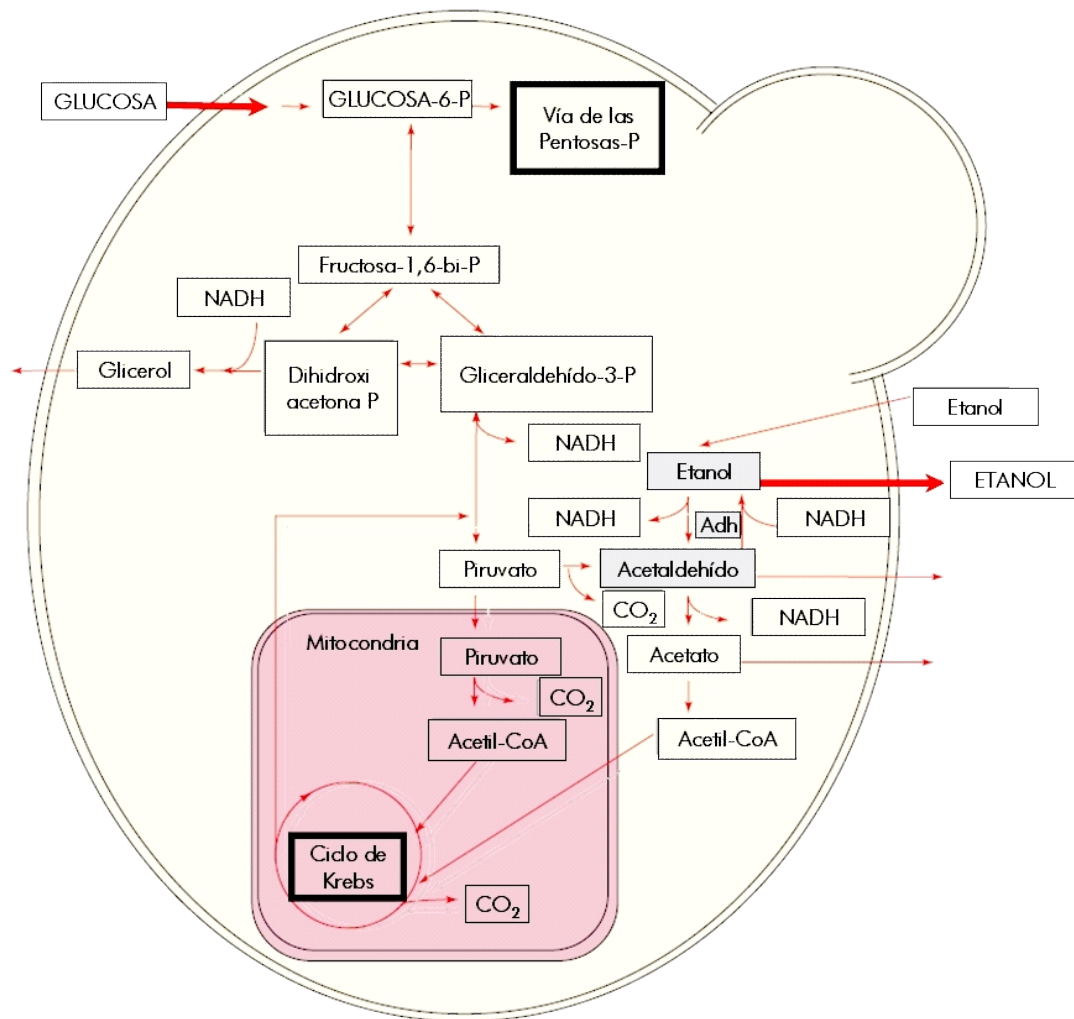 GLUCOSA
GLUCOSA-6-P
Vía de las
Pentosas-P
Fructosa-1,6-bi-P
NADH
Glicerol
Dihidroxi
acetona P
Gliceraldehído-3-P
NADH
Etanol
Etanol
ETANOL
NADH
Adh
NADH
Piruvato
Acetaldehído
CO2
NADH
Mitocondria
Piruvato
Acetato
CO2
Acetil-CoA
Acetil-CoA
Ciclo de
Krebs
CO2